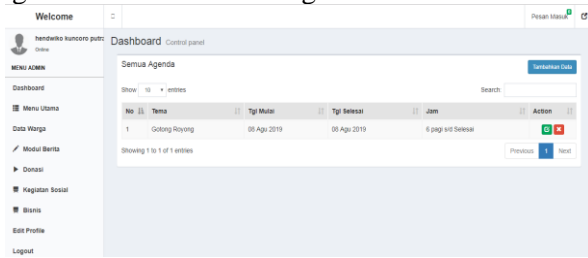 Welcome
Pesan Masuk
hendwiko kuncoro putra
Online
Dashboard Control panel
MENU ADMIN
Semua Agenda
Tambahkan Data
Dashboard
Show 10 entries
Search:
Menu Utama
No Tema Tgl Mulai Tgl Selesai Jam Action
Data Warga
1 Gotong Royong 08 Agu 2019 08 Agu 2019 6 pagi s/d Selesai
Modul Berita
Showing 1 to 1 of 1 entries
Previous 1 Next
Donasi
Kegiatan Sosial
Bisnis
Edit Profile
Logout